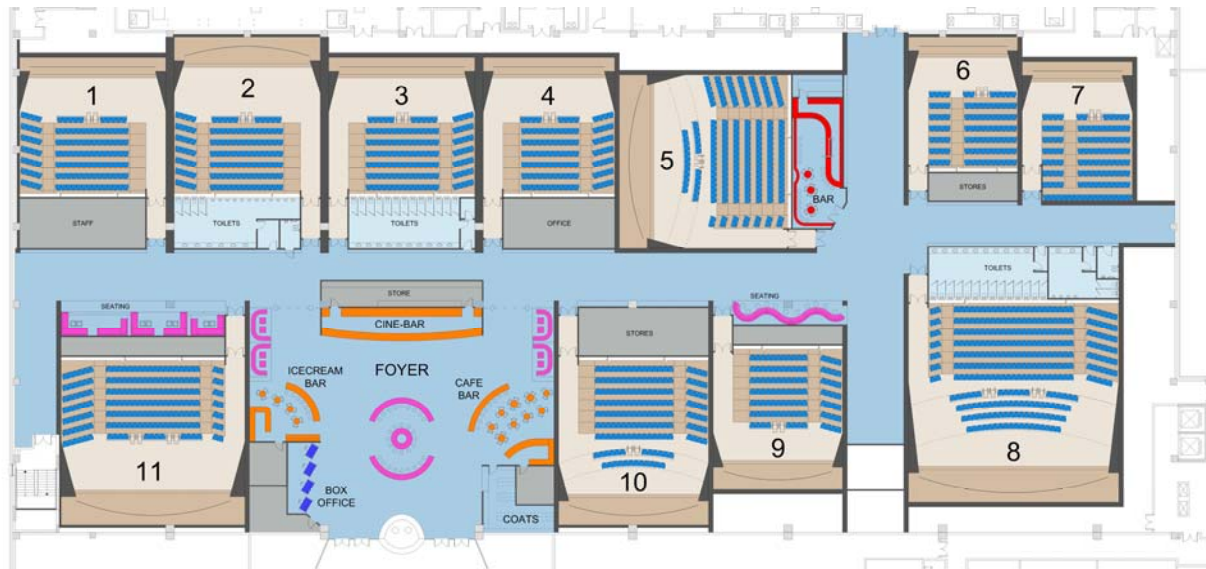 1
2
3
4
5
6
7
STAFF
TOILETS
TOILETS
OFFICE
BAR
STORES
TOILETS
SEATING
STORE
CINE-BAR
SEATING
STORES
FOYER
ICECREAM
BAR
CAFE
BAR
11
BOX
OFFICE
COATS
10
9
8